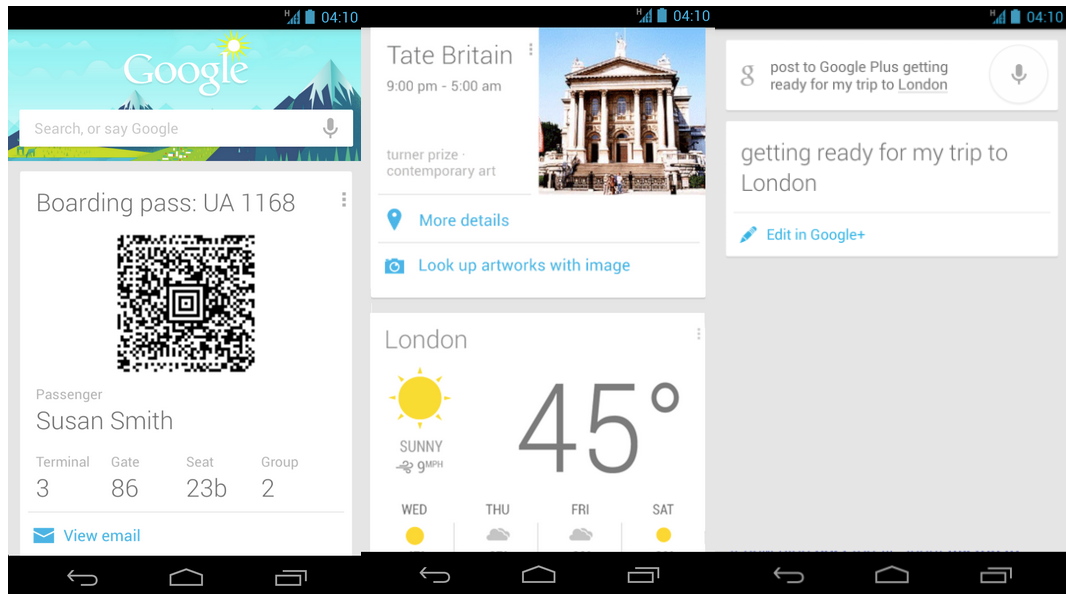 H 04:10
Google
Search, or say Google
Boarding pass: UA 1168
Passenger
Susan Smith
Terminal Gate Seat Group
3 86 23b 2
View email
H 04:10
Tate Britain
9:00 pm - 5:00 am
turner prize ·
contemporary art
More details
Look up artworks with image
London
45°
SUNNY
9MPH
WED THU FRI SAT
H 04:10
g
post to Google Plus getting
ready for my trip to London
getting ready for my trip to
London
Edit in Google+